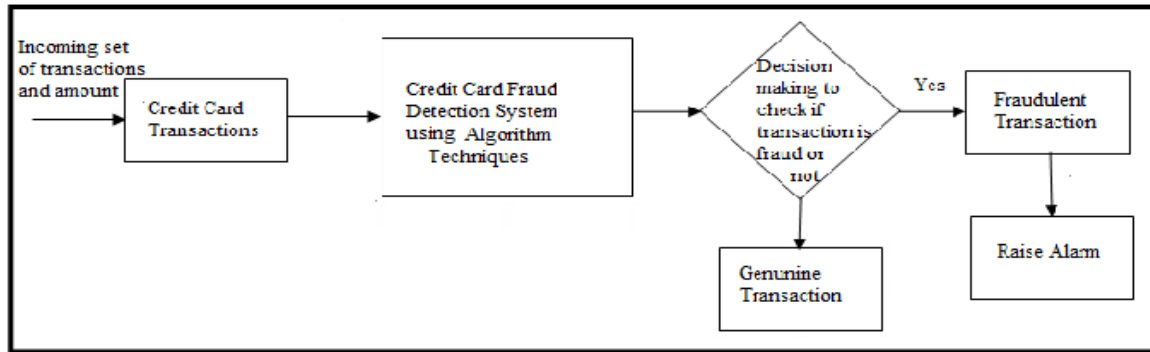 Incoming set
of transactions
and amount
Credit Card
Transactions
Credit Card Fraud
Detection System
using Algorithm
Techniques
Decision
making to
check if
transaction is
fraud or
not
Yes
Fraudulent
Transaction
Raise Alarm
Genunine
Transaction